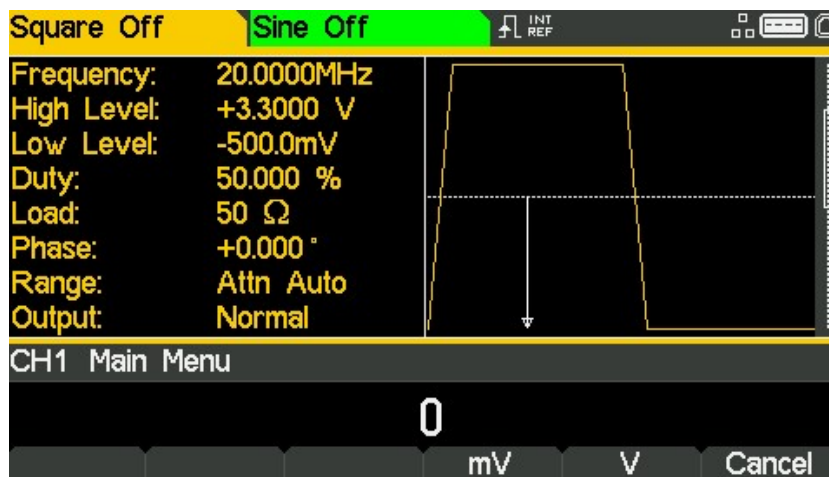 Square Off Sine Off INT REF
Frequency: 20.0000MHz
High Level: +3.3000 V
Low Level: -500.0mV
Duty: 50.000 %
Load: 50 Ω
Phase: +0.000 °
Range: Attn Auto
Output: Normal
CH1 Main Menu
0
mV V Cancel